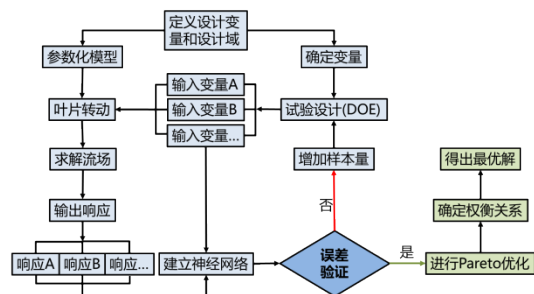 定义设计变
量和设计域
参数化模型
确定变量
输入变量A
叶片转动
输入变量B
试验设计(DOE)
输入变量...
求解流场
增加样本量
得出最优解
输出响应
否
确定权衡关系
响应A
响应B
响应...
建立神经网络
误差
验证
是
进行Pareto优化